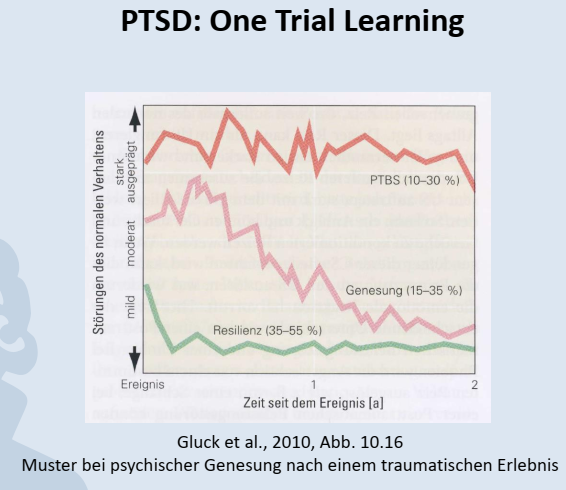 PTSD: One Trial Learning
Störungen des normalen Verhaltens
stark
ausgeprägt
moderat
mild
PTBS (10–30 %)
Genesung (15–35 %)
Resilienz (35–55 %)
Ereignis
1
2
Zeit seit dem Ereignis [a]
Gluck et al., 2010, Abb. 10.16
Muster bei psychischer Genesung nach einem traumatischen Erlebnis